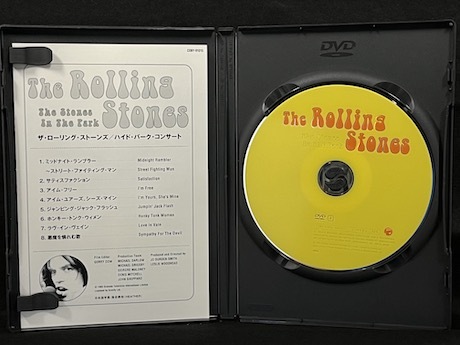 The Rolling Stones
The Stones
In The Park
ザ・ローリング・ストーンズ/ハイド・パーク・コンサート
1. ミッドナイト・ランブラー Midnight Rambler
〜ストリート・ファイティング・マン Street Fighting Man
2. サティスファクション Satisfaction
3. アイム・フリー I'm Free
4. アイム・ユアーズ、シーズ・マイン I'm Yours, She's Mine
5. ジャンピング・ジャック・フラッシュ Jumpin' Jack Flash
6. ホンキー・トンク・ウィメン Honky Tonk Women
7. ラヴ・イン・ヴェイン Love In Vain
8. 悪魔を憐れむ歌 Sympathy For The Devil
Production Team
Produced and Directed by
DVD
The Rolling
Stones
DVD